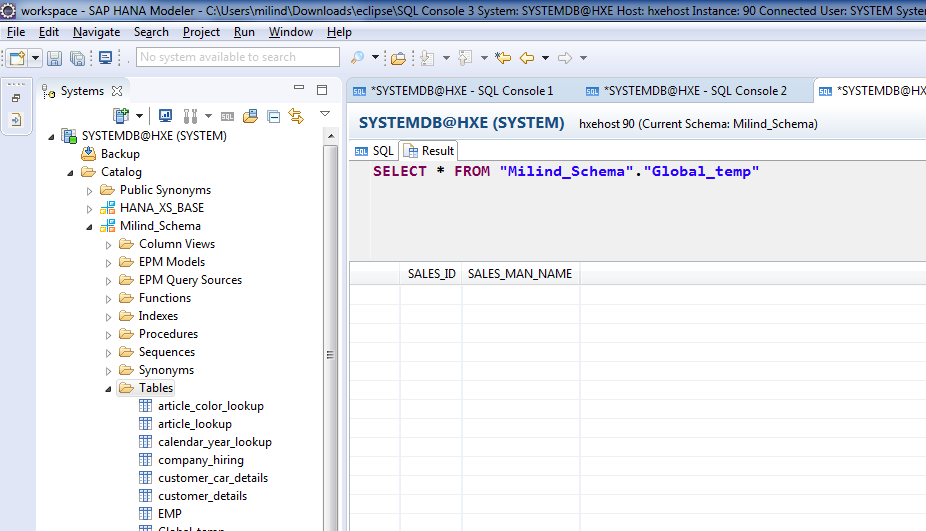 workspace - SAP HANA Modeler - C:\Users\milind\Downloads\eclipse\SQL Console 3 System: SYSTEMDB@HXE Host: hxehost Instance: 90 Connected User: SYSTEM System
File Edit Navigate Search Project Run Window Help
No system available to search
Systems
*SYSTEMDB@HXE - SQL Console 1
*SYSTEMDB@HXE - SQL Console 2
*SYSTEMDB@HX
SYSTEMDB@HXE (SYSTEM)
Backup
Catalog
Public Synonyms
HANA_XS_BASE
Milind_Schema
Column Views
EPM Models
EPM Query Sources
Functions
Indexes
Procedures
Sequences
Synonyms
Tables
article_color_lookup
article_lookup
calendar_year_lookup
company_hiring
customer_car_details
customer_details
EMP
Global_temp
SYSTEMDB@HXE (SYSTEM) hxehost 90 (Current Schema: Milind_Schema)
SQL Result
SELECT * FROM "Milind_Schema"."Global_temp"
SALES_ID SALES_MAN_NAME